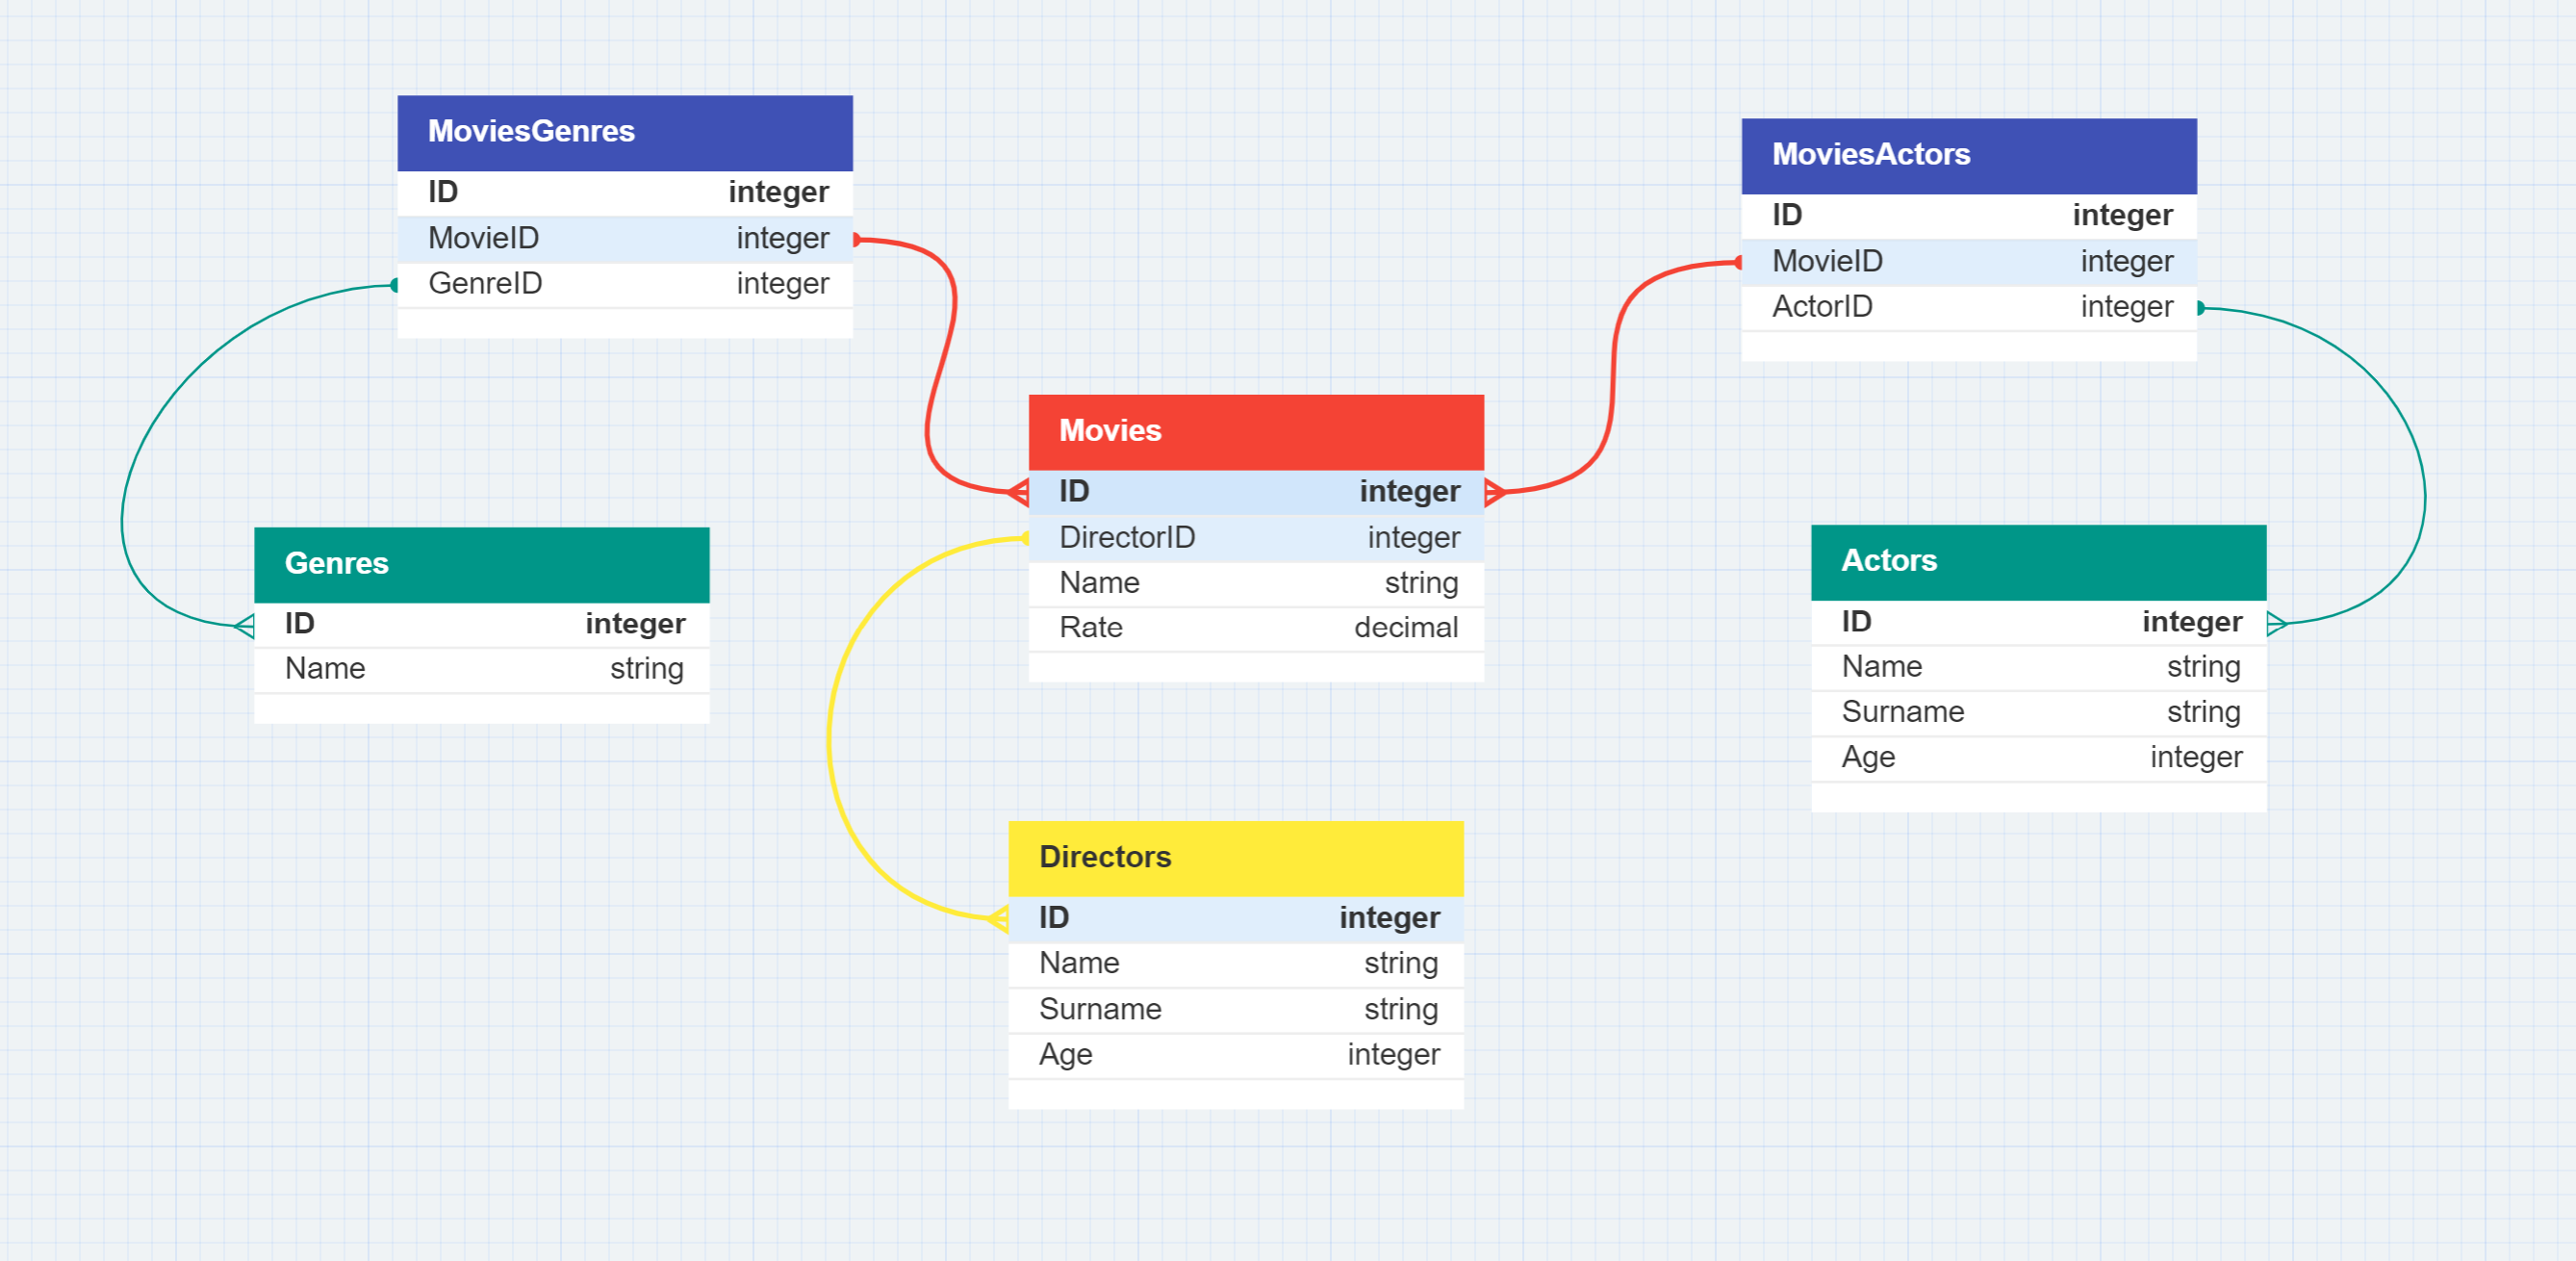 MoviesGenres
ID integer
MovieID integer
GenreID integer
MoviesActors
ID integer
MovieID integer
ActorID integer
Movies
ID integer
DirectorID integer
Name string
Rate decimal
Genres
ID integer
Name string
Actors
ID integer
Name string
Surname string
Age integer
Directors
ID integer
Name string
Surname string
Age integer